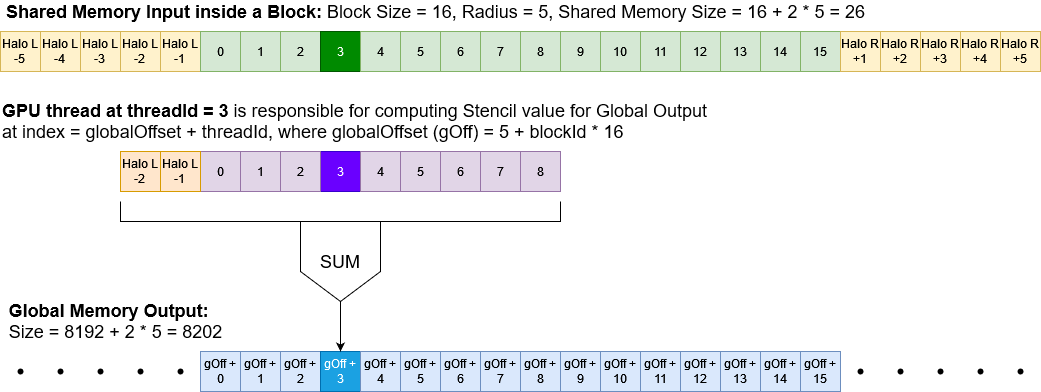 Shared Memory Input inside a Block: Block Size = 16, Radius = 5, Shared Memory Size = 16 + 2 * 5 = 26
Halo L Halo L Halo L Halo L Halo L Halo R Halo R Halo R Halo R Halo R
-5 -4 -3 -2 -1 0 1 2 3 4 5 6 7 8 9 10 11 12 13 14 15 +1 +2 +3 +4 +5
GPU thread at threadId = 3 is responsible for computing Stencil value for Global Output
at index = globalOffset + threadId, where globalOffset (gOff) = 5 + blockId * 16
Halo L Halo L
-2 -1 0 1 2 3 4 5 6 7 8
SUM
Global Memory Output:
Size = 8192 + 2 * 5 = 8202
gOff + gOff + gOff + gOff + gOff + gOff + gOff + gOff + gOff + gOff + gOff + gOff + gOff + gOff + gOff + gOff +
0 1 2 3 4 5 6 7 8 9 10 11 12 13 14 15